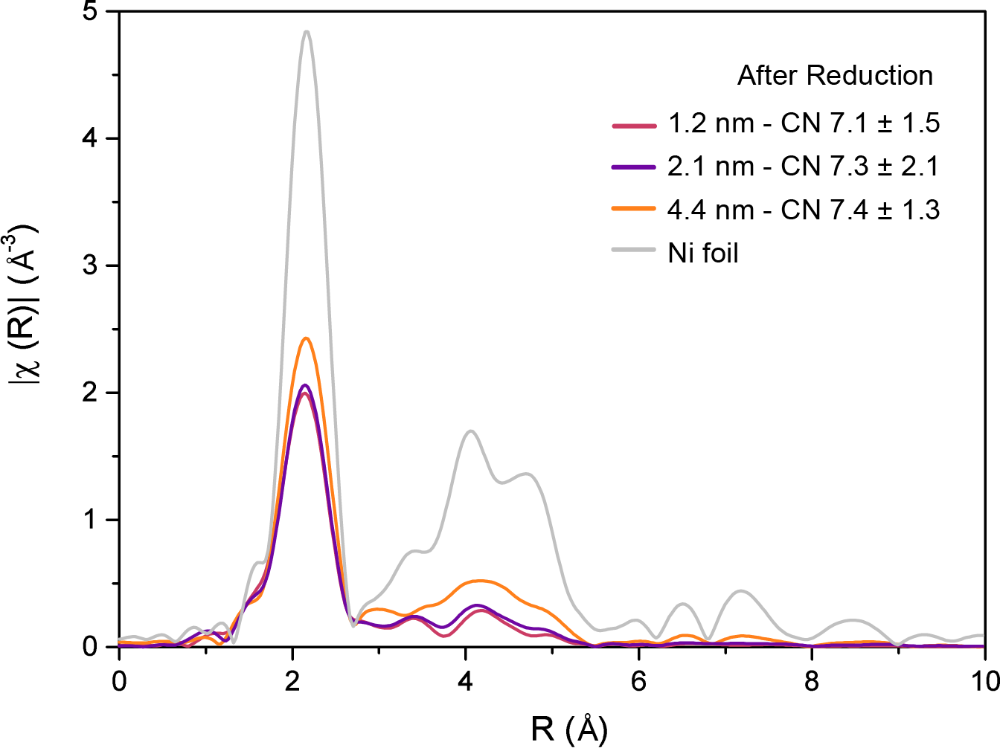 5
4
3
2
1
0
|χ (R)| (Å⁻³)
After Reduction
1.2 nm - CN 7.1 ± 1.5
2.1 nm - CN 7.3 ± 2.1
4.4 nm - CN 7.4 ± 1.3
Ni foil
0 2 4 6 8 10
R (Å)